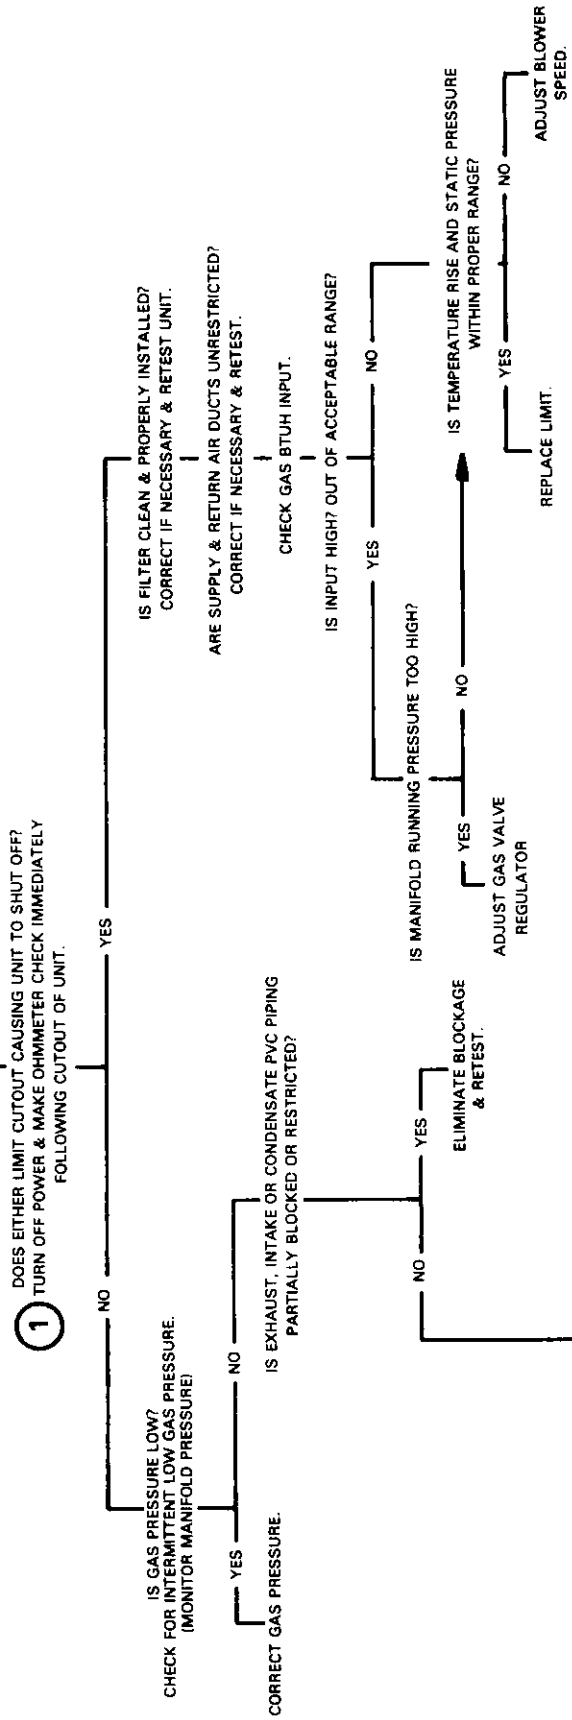 DOES EITHER LIMIT CUTOUT CAUSING UNIT TO SHUT OFF?
1
TURN OFF POWER & MAKE OHMMETER CHECK IMMEDIATELY
FOLLOWING CUTOUT OF UNIT.
NO
YES
IS GAS PRESSURE LOW?
CHECK FOR INTERMITTENT LOW GAS PRESSURE.
(MONITOR MANIFOLD PRESSURE)
YES
NO
CORRECT GAS PRESSURE.
IS EXHAUST, INTAKE OR CONDENSATE PVC PIPING
PARTIALLY BLOCKED OR RESTRICTED?
NO
YES
ELIMINATE BLOCKAGE
& RETEST.
IS FILTER CLEAN & PROPERLY INSTALLED?
CORRECT IF NECESSARY & RETEST UNIT.
ARE SUPPLY & RETURN AIR DUCTS UNRESTRICTED?
CORRECT IF NECESSARY & RETEST.
CHECK GAS BTUH INPUT.
IS INPUT HIGH? OUT OF ACCEPTABLE RANGE?
YES
NO
IS MANIFOLD RUNNING PRESSURE TOO HIGH?
YES
NO
ADJUST GAS VALVE
REGULATOR
IS TEMPERATURE RISE AND STATIC PRESSURE
WITHIN PROPER RANGE?
YES
NO
REPLACE LIMIT.
ADJUST BLOWER
SPEED.